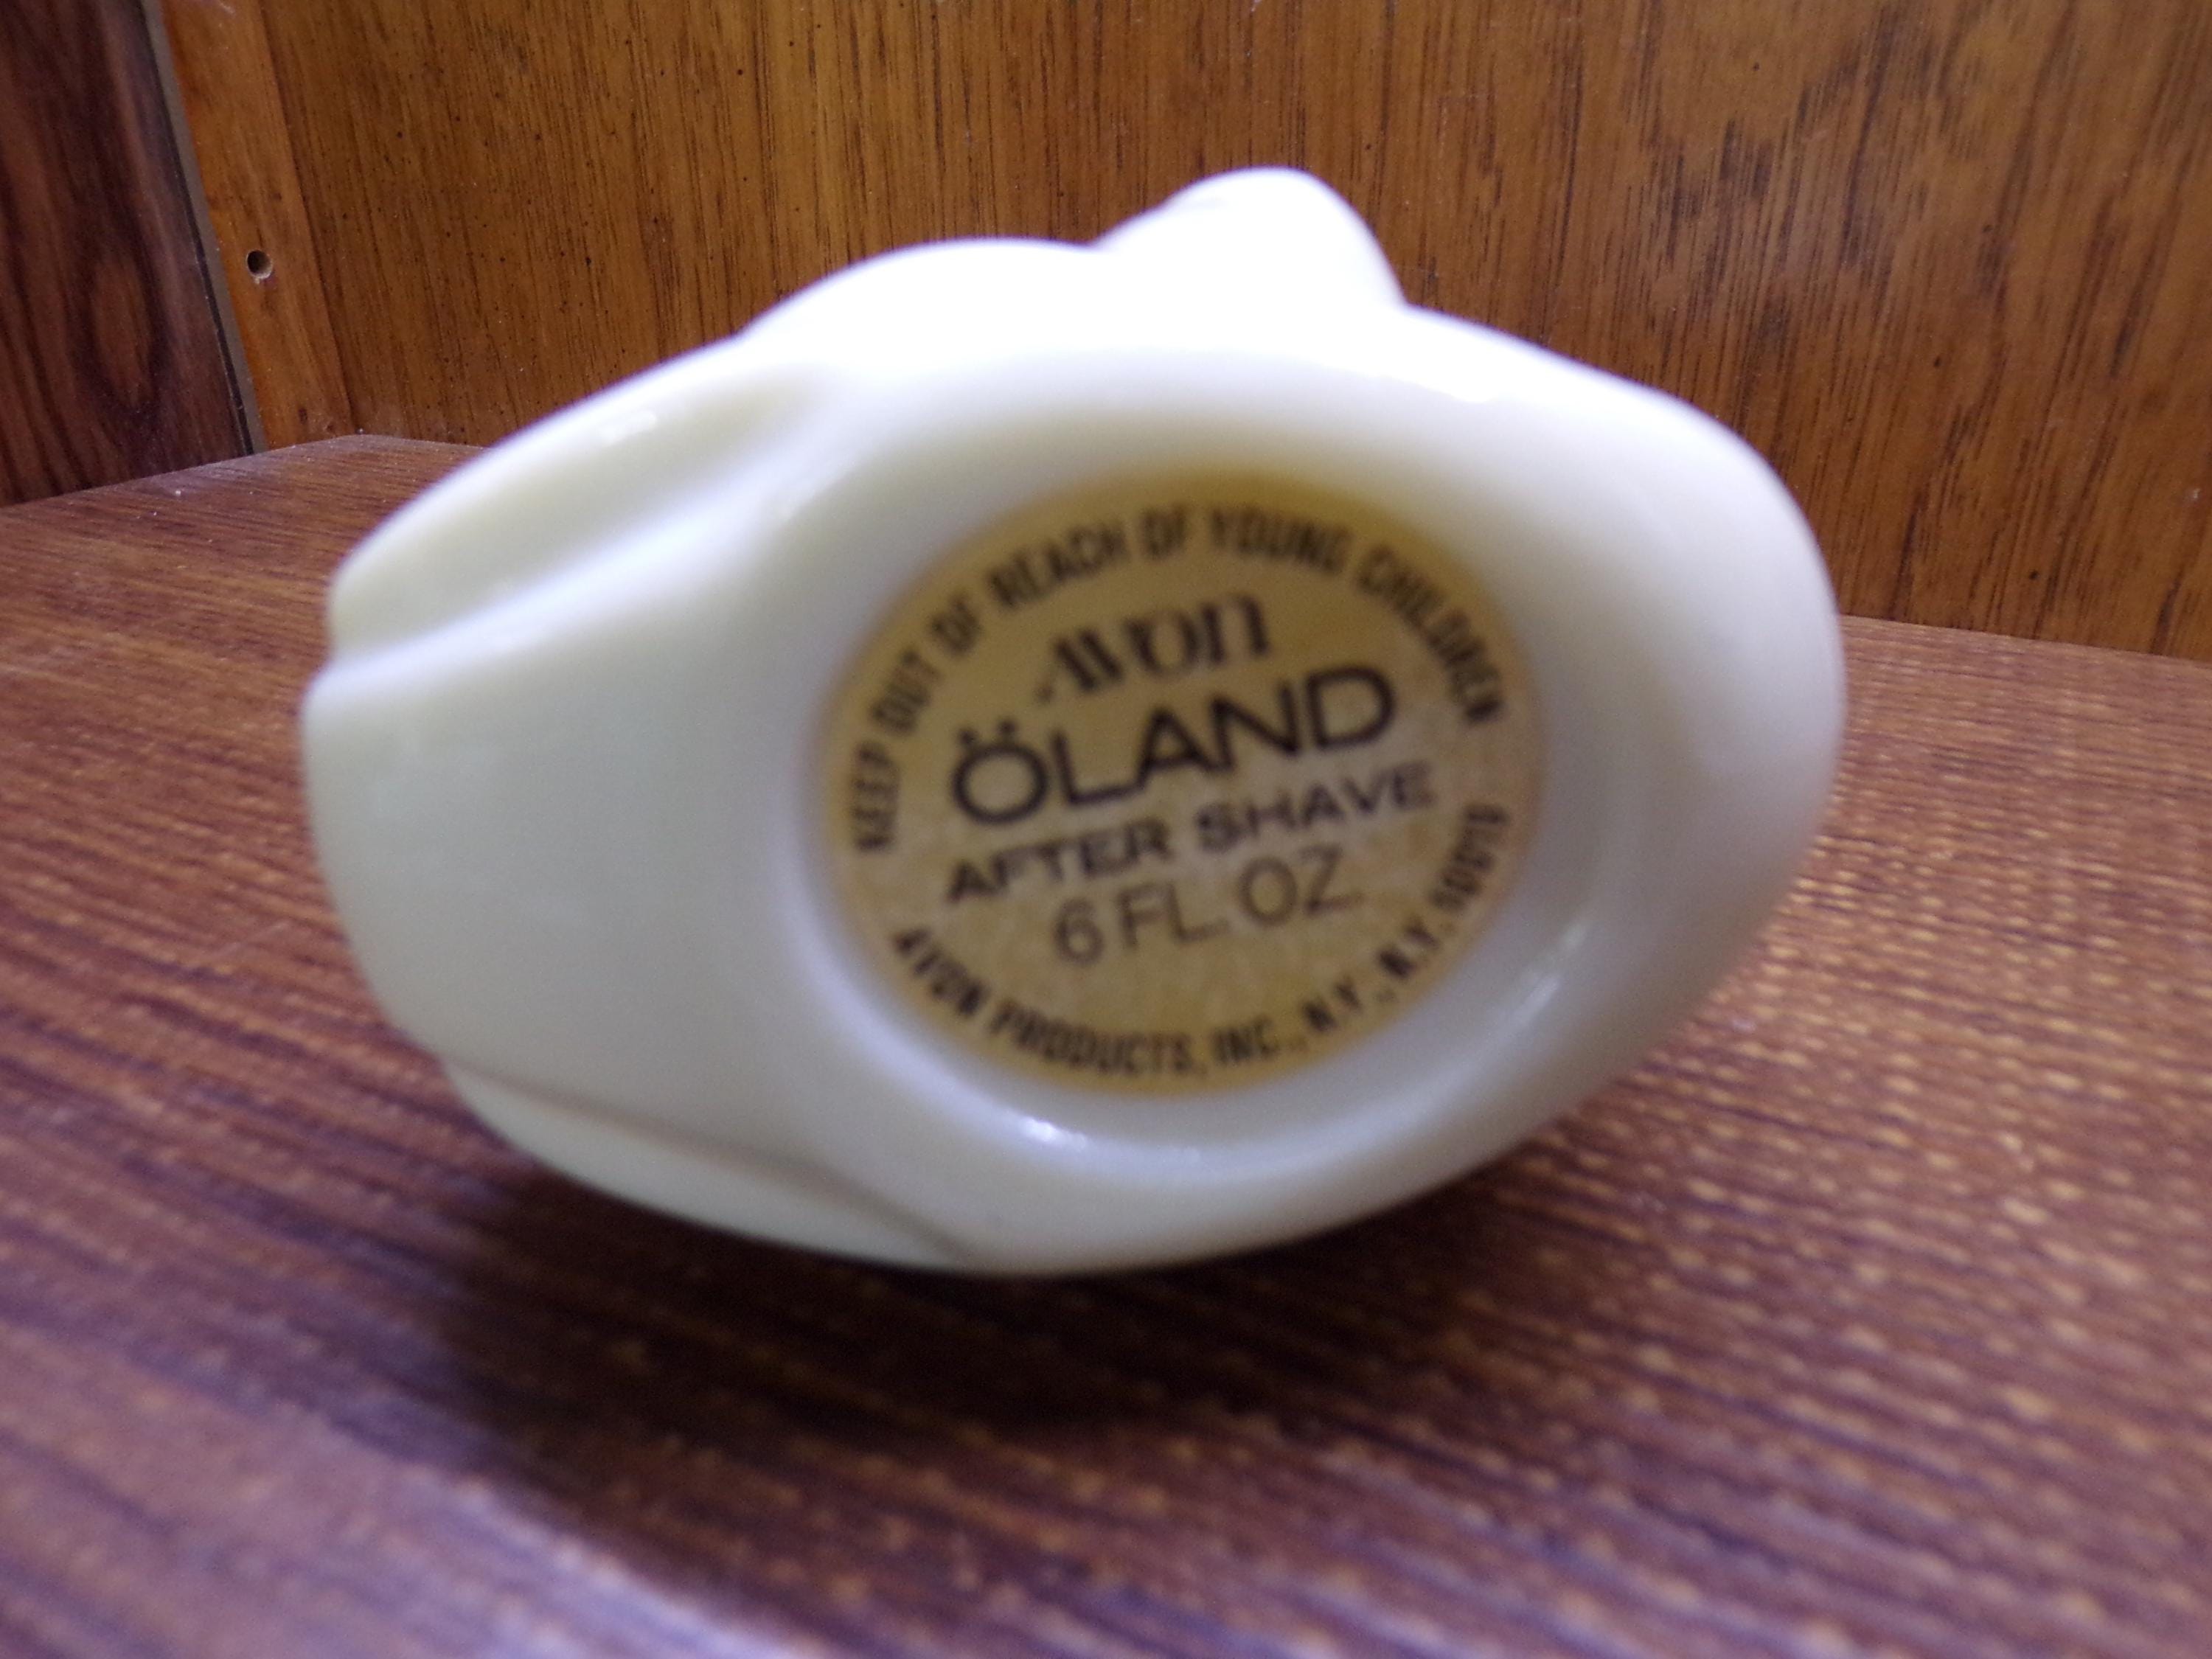 KEEP OUT OF REACH OF YOUNG CHILDREN
AVON
ÖLAND
AFTER SHAVE
6 FL. OZ.
AVON PRODUCTS, INC., N.Y., N.Y. 10019